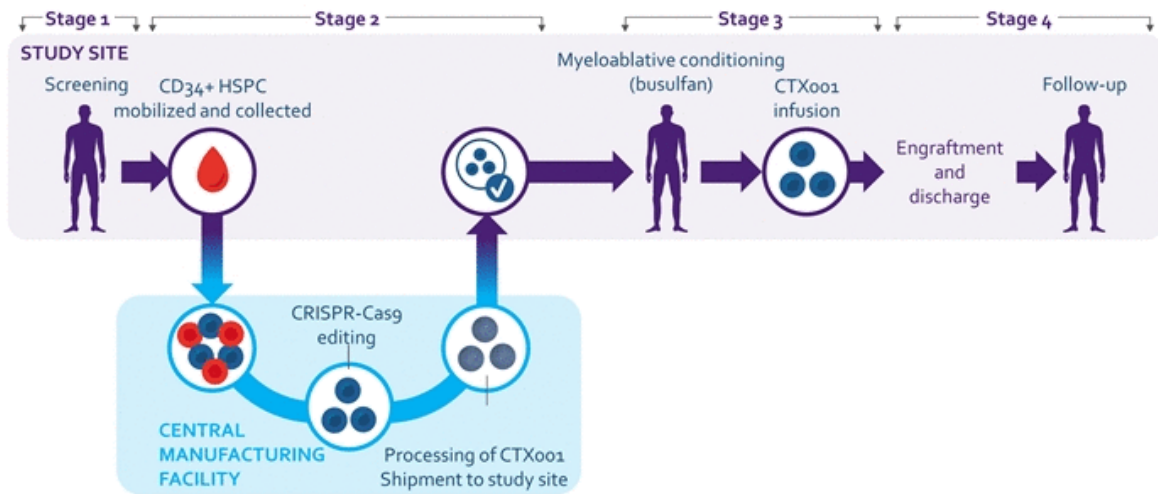 Stage 1
Stage 2
Stage 3
Stage 4
STUDY SITE
Screening
CD34+ HSPC
mobilized and collected
Myeloablative conditioning
(busulfan)
CTX001
infusion
Engraftment
and
discharge
Follow-up
CRISPR-Cas9
editing
CENTRAL
MANUFACTURING
FACILITY
Processing of CTX001
Shipment to study site